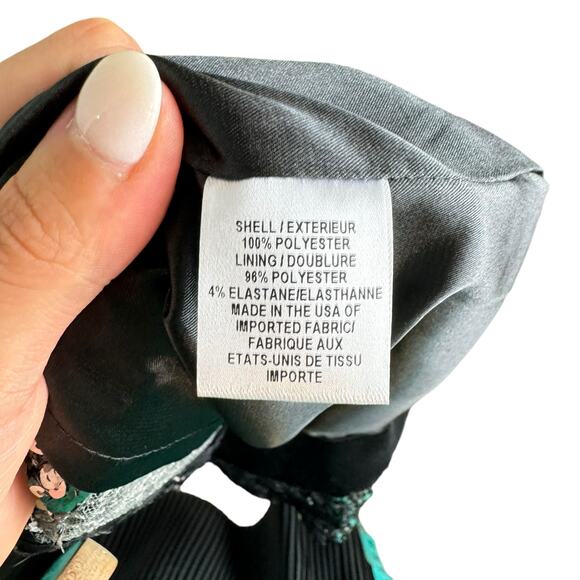 SHELL / EXTERIEUR
100% POLYESTER
LINING / DOUBLURE
96% POLYESTER
4% ELASTANE/ELASTHANNE
MADE IN THE USA OF
IMPORTED FABRIC/
FABRIQUE AUX
ETATS-UNIS DE TISSU
IMPORTE